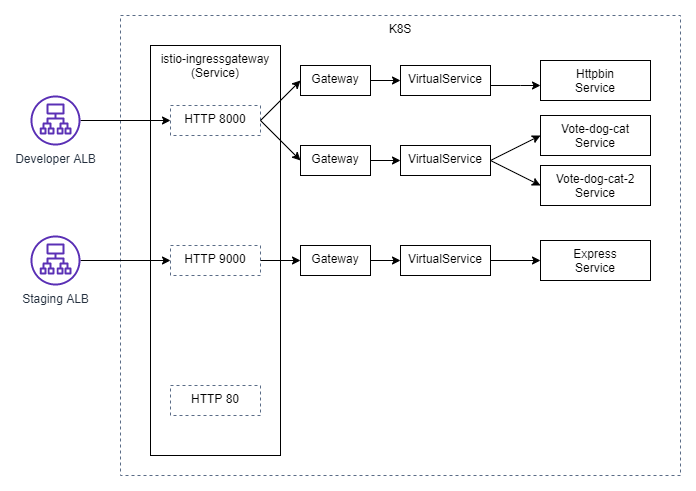 K8S
istio-ingressgateway
(Service)
HTTP 8000
Gateway
VirtualService
Httpbin
Service
Developer ALB
Gateway
VirtualService
Vote-dog-cat
Service
Vote-dog-cat-2
Service
HTTP 9000
Gateway
VirtualService
Express
Service
Staging ALB
HTTP 80